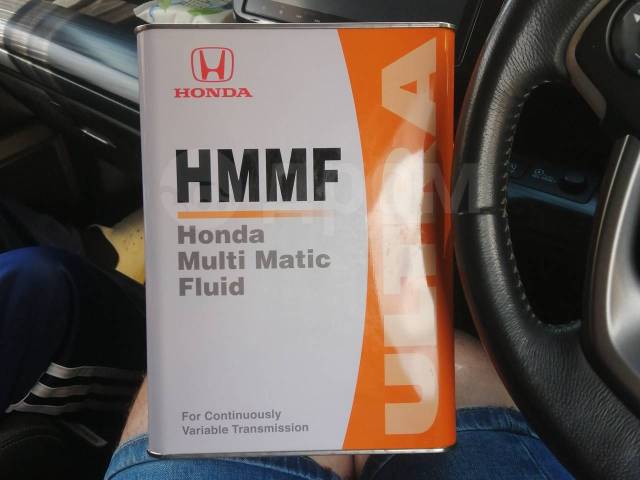 HONDA
HMMF
Honda
Multi Matic
Fluid
For Continuously
Variable Transmission
ULTRA